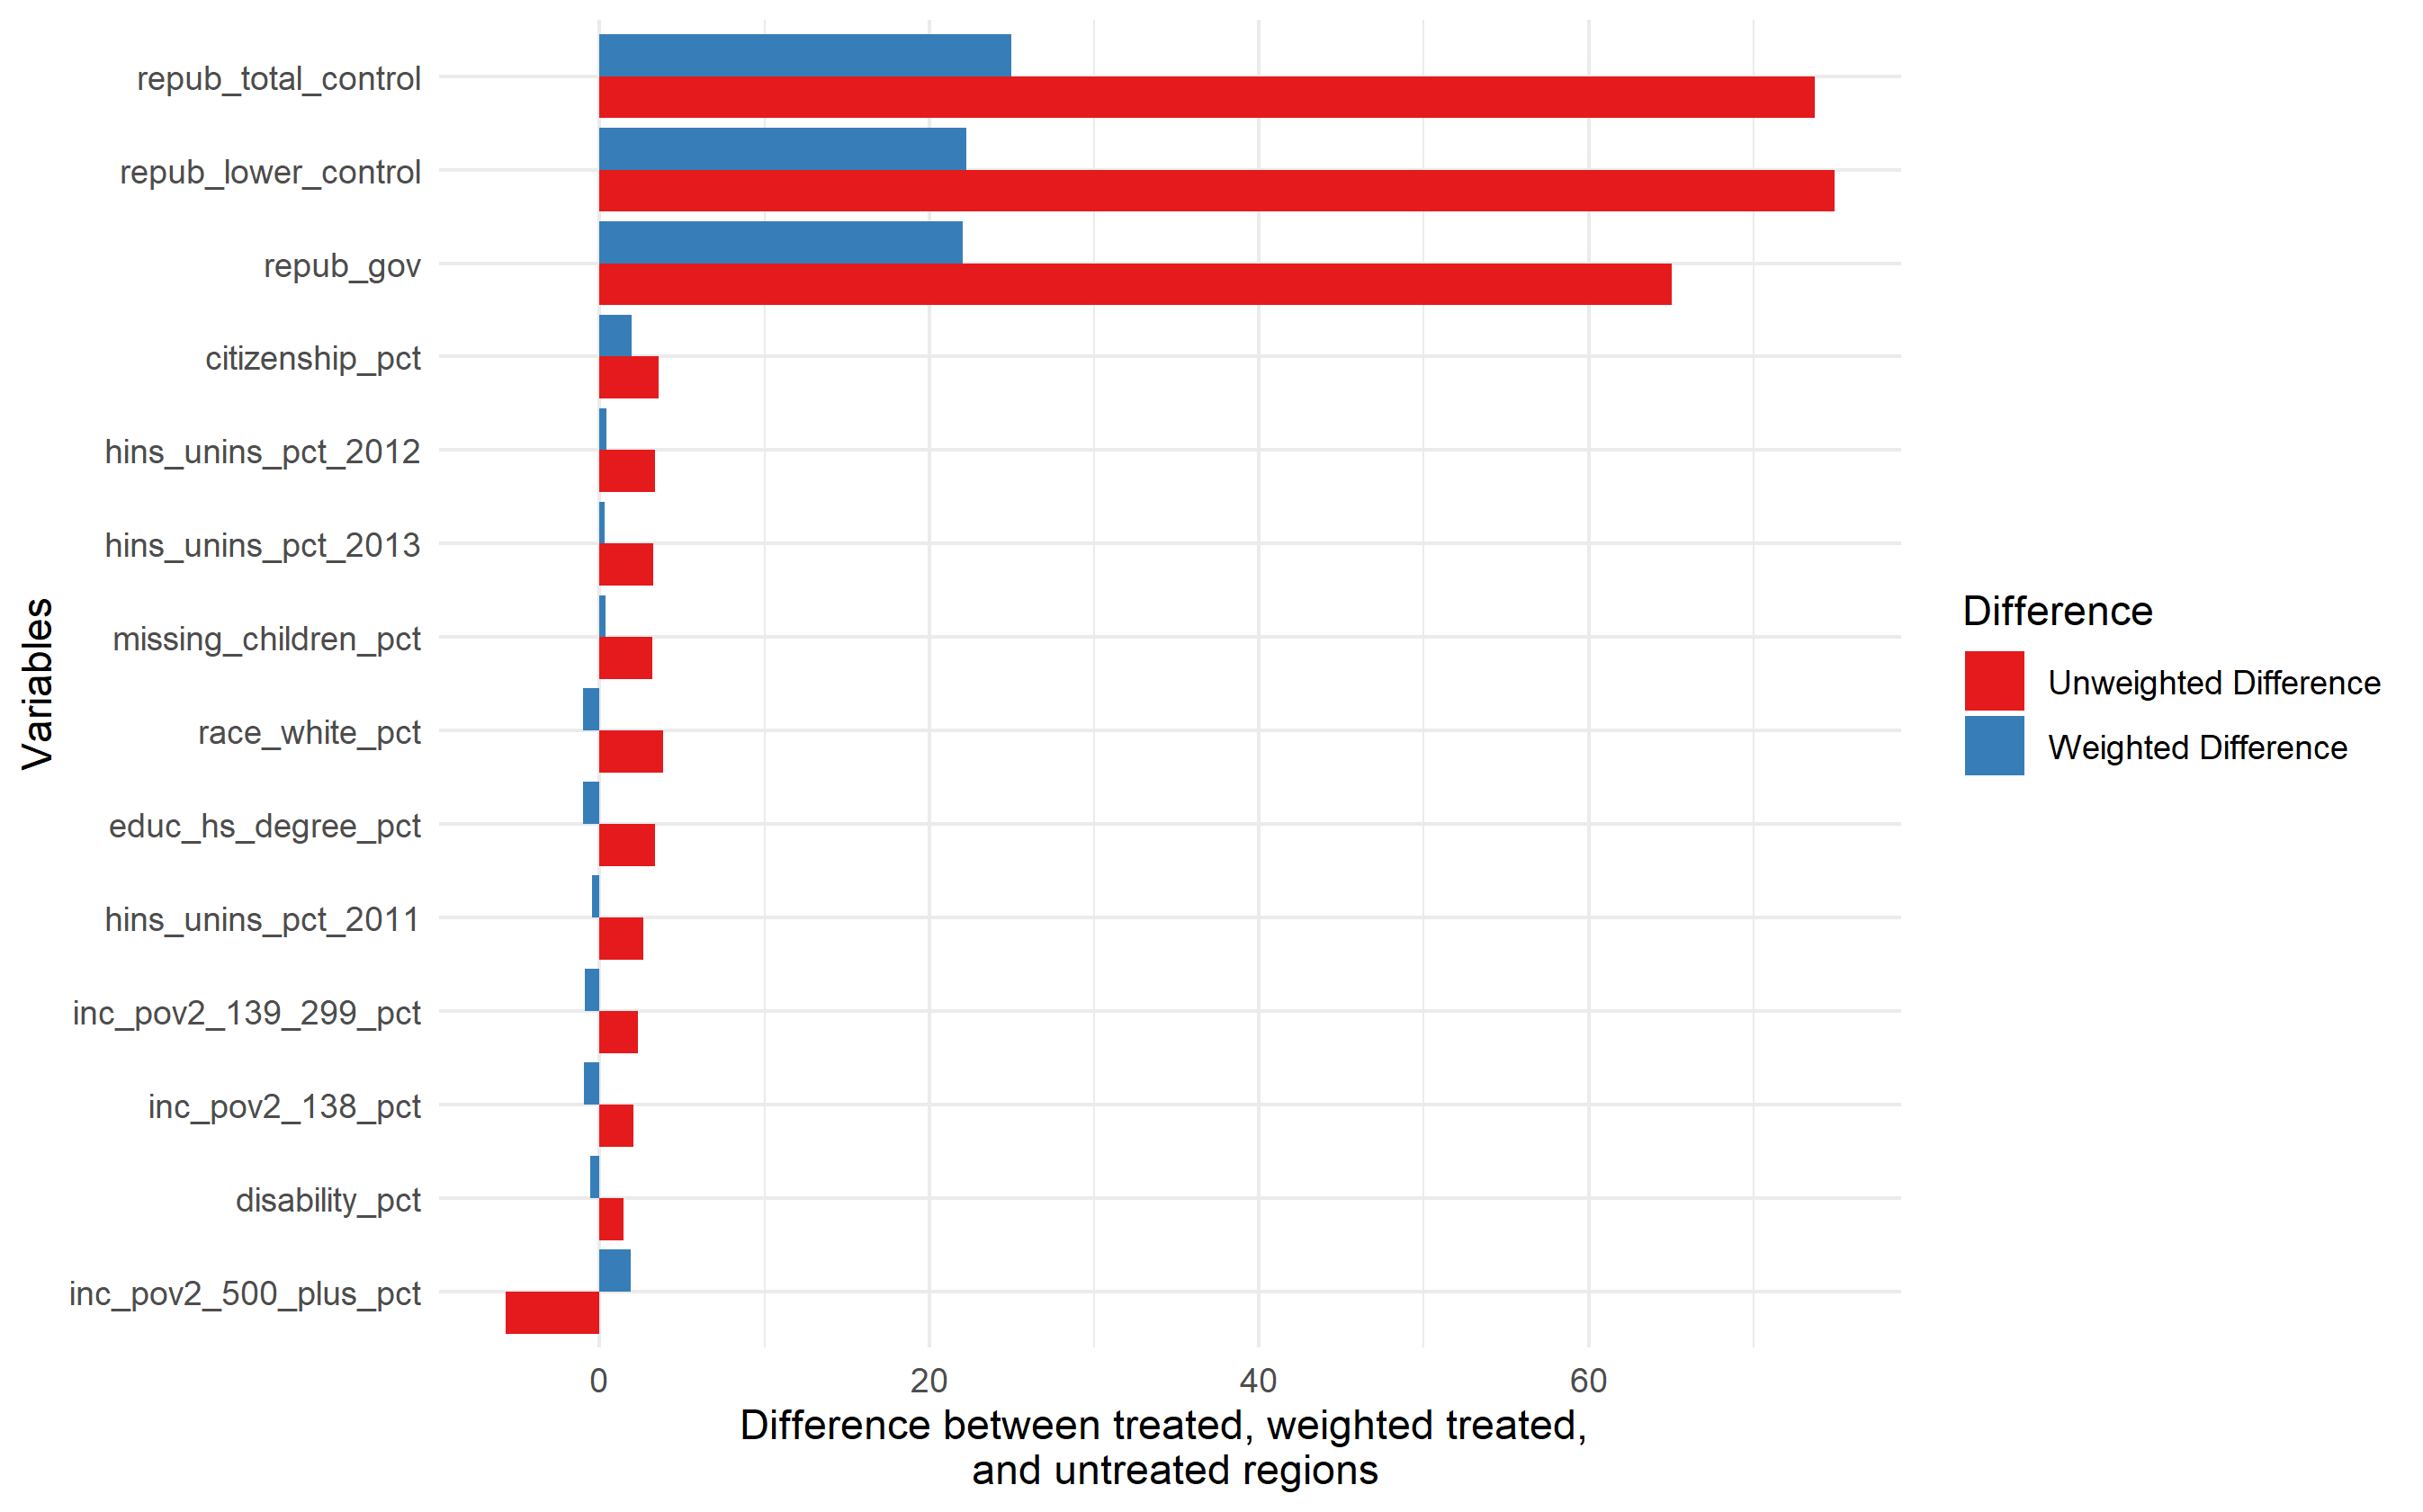 repub_total_control
repub_lower_control
repub_gov
citizenship_pct
hins_unins_pct_2012
hins_unins_pct_2013
missing_children_pct
race_white_pct
educ_hs_degree_pct
hins_unins_pct_2011
inc_pov2_139_299_pct
inc_pov2_138_pct
disability_pct
inc_pov2_500_plus_pct
Variables
0 20 40 60
Difference between treated, weighted treated,
and untreated regions
Difference
Unweighted Difference
Weighted Difference